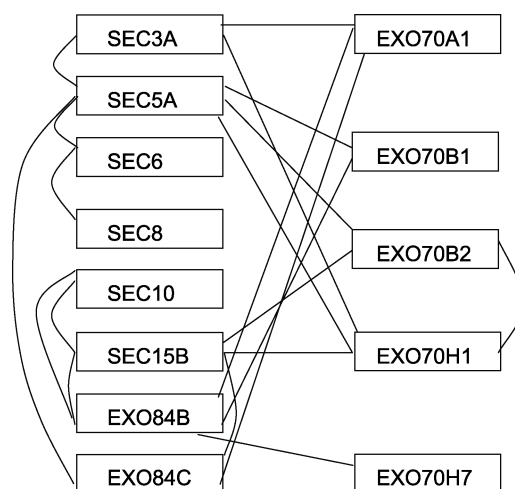 SEC3A
EXO70A1
SEC5A
EXO70B1
SEC6
SEC8
EXO70B2
SEC10
SEC15B
EXO70H1
EXO84B
EXO84C
EXO70H7